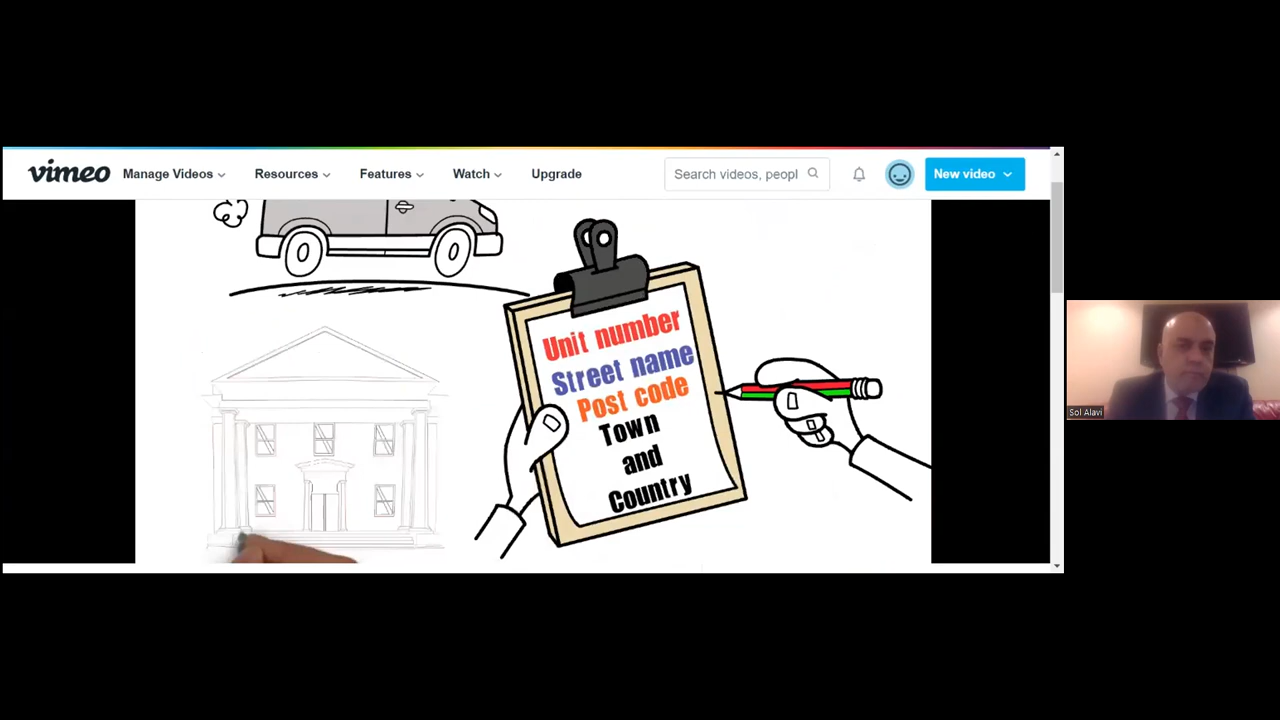 vimeo Manage Videos Resources Features Watch Upgrade Search videos, peopl New video
Unit number
Street name
Post code
Town
and
Country
Sol Alavi